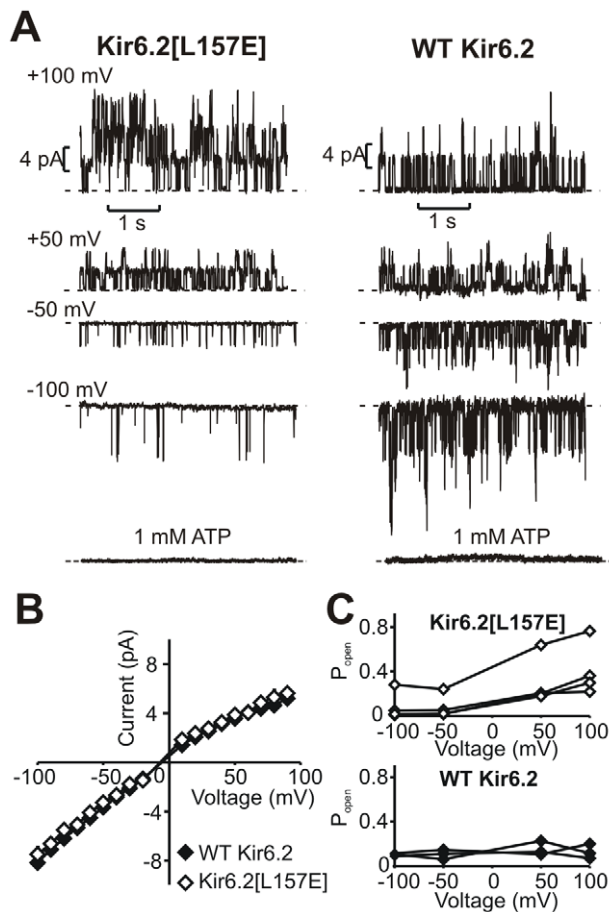 A
Kir6.2[L157E]
WT Kir6.2
+100 mV
4 pA
4 pA
1 s
1 s
+50 mV
-50 mV
-100 mV
1 mM ATP
1 mM ATP
B
Current (pA)
8
4
-100 -50 50 100
Voltage (mV)
-4
-8
WT Kir6.2
Kir6.2[L157E]
C
Kir6.2[L157E]
Popen
0.8
0.4
0
-100 -50 0 50 100
Voltage (mV)
WT Kir6.2
Popen
0.8
0.4
0
-100 -50 0 50 100
Voltage (mV)